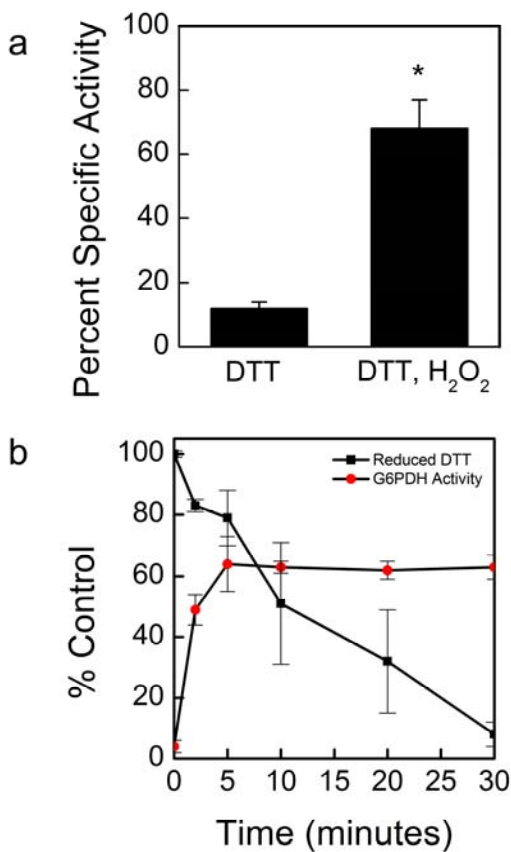 a
Percent Specific Activity
100
80
60
40
20
0
*
DTT
DTT, H₂O₂
b
% Control
100
80
60
40
20
0
Reduced DTT
G6PDH Activity
0 5 10 15 20 25 30
Time (minutes)